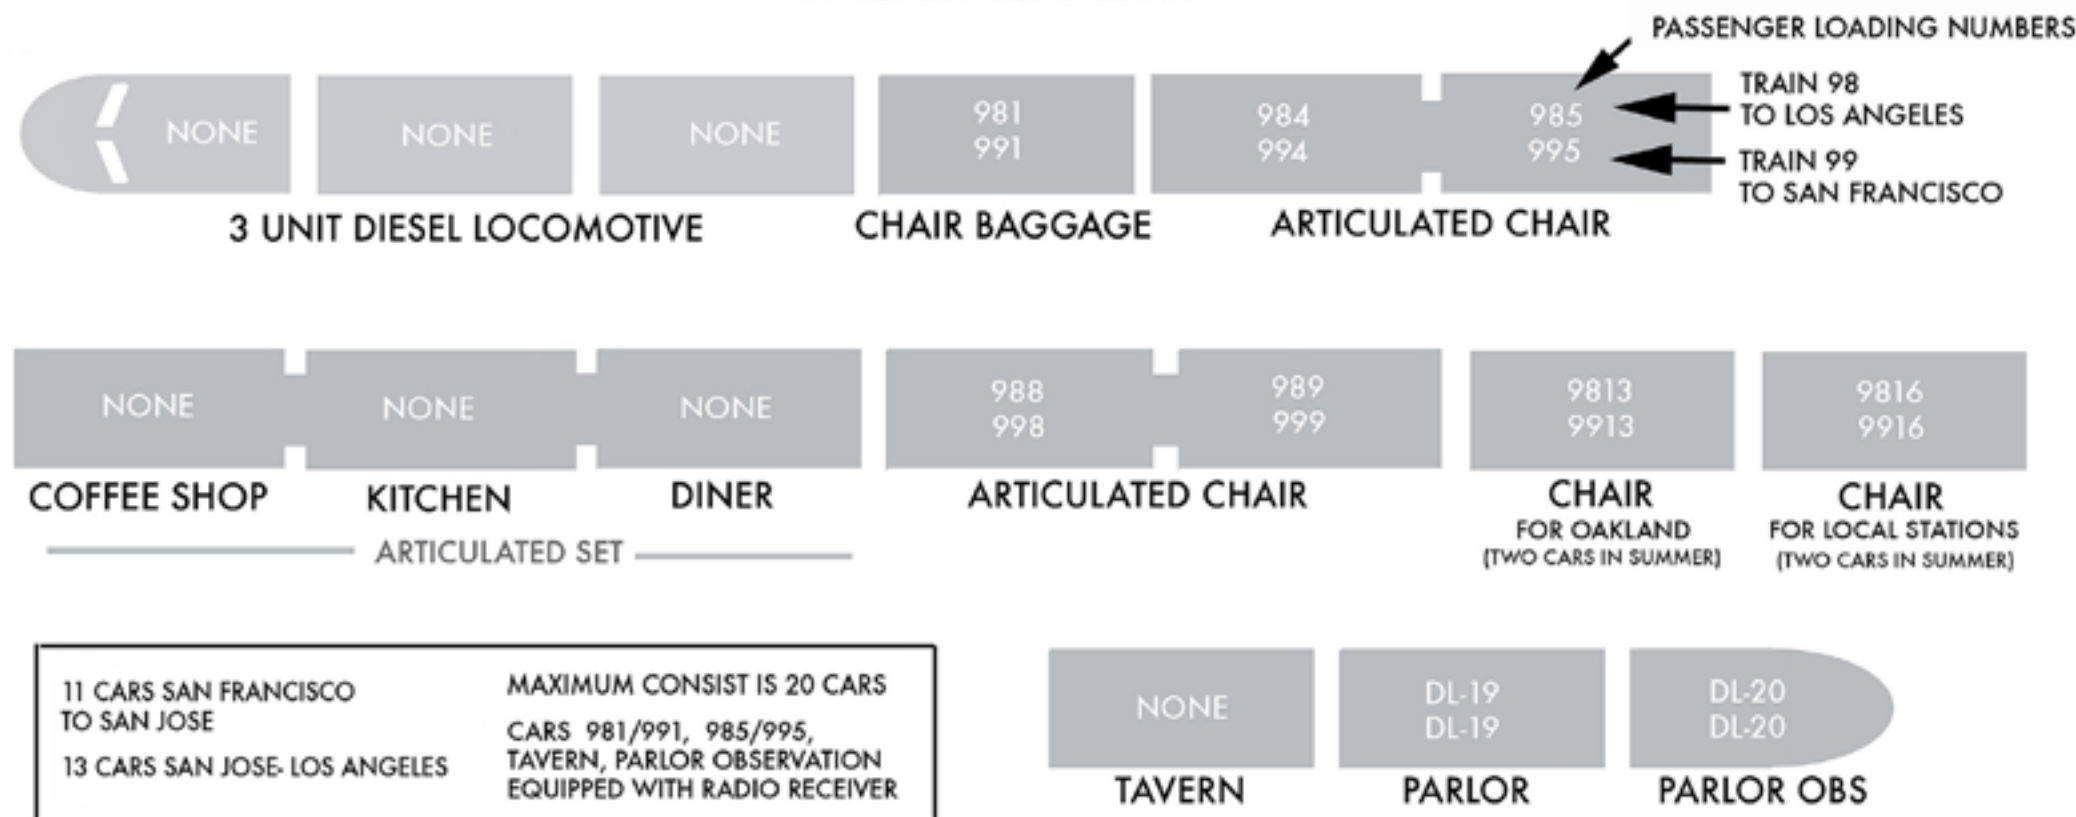 PASSENGER LOADING NUMBERS
NONE
NONE
NONE
981
991
984
994
985
995
TRAIN 98
TO LOS ANGELES
TRAIN 99
TO SAN FRANCISCO
3 UNIT DIESEL LOCOMOTIVE
CHAIR BAGGAGE
ARTICULATED CHAIR
NONE
NONE
NONE
988
998
989
999
9813
9913
9816
9916
COFFEE SHOP
KITCHEN
DINER
ARTICULATED SET
ARTICULATED CHAIR
CHAIR
FOR OAKLAND
(TWO CARS IN SUMMER)
CHAIR
FOR LOCAL STATIONS
(TWO CARS IN SUMMER)
11 CARS SAN FRANCISCO
TO SAN JOSE
13 CARS SAN JOSE- LOS ANGELES
MAXIMUM CONSIST IS 20 CARS
CARS 981/991, 985/995,
TAVERN, PARLOR OBSERVATION
EQUIPPED WITH RADIO RECEIVER
NONE
DL-19
DL-19
DL-20
DL-20
TAVERN
PARLOR
PARLOR OBS